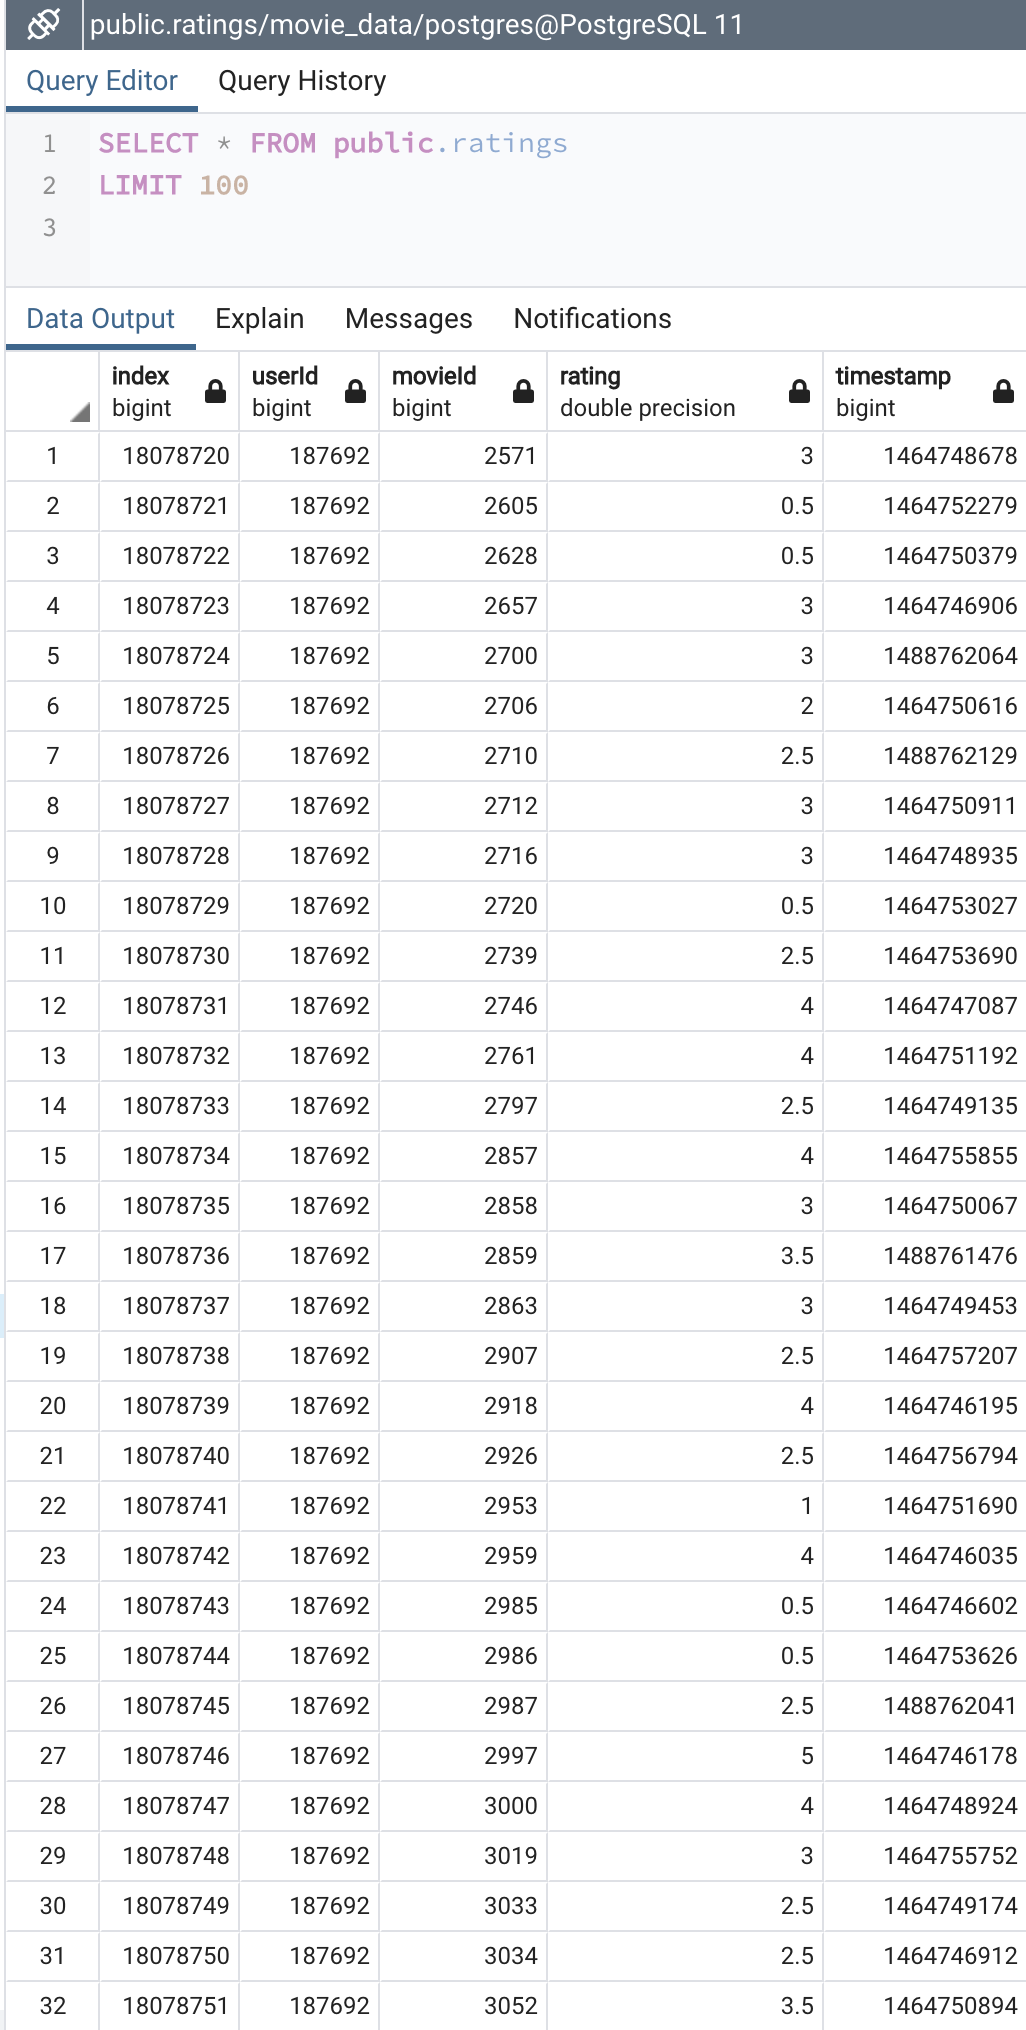 public.ratings/movie_data/postgres@PostgreSQL 11
Query Editor Query History
1 SELECT * FROM public.ratings
2 LIMIT 100
3
Data Output Explain Messages Notifications
index userId movieId rating timestamp
bigint bigint bigint double precision bigint
1 18078720 187692 2571 3 1464748678
2 18078721 187692 2605 0.5 1464752279
3 18078722 187692 2628 0.5 1464750379
4 18078723 187692 2657 3 1464746906
5 18078724 187692 2700 3 1488762064
6 18078725 187692 2706 2 1464750616
7 18078726 187692 2710 2.5 1488762129
8 18078727 187692 2712 3 1464750911
9 18078728 187692 2716 3 1464748935
10 18078729 187692 2720 0.5 1464753027
11 18078730 187692 2739 2.5 1464753690
12 18078731 187692 2746 4 1464747087
13 18078732 187692 2761 4 1464751192
14 18078733 187692 2797 2.5 1464749135
15 18078734 187692 2857 4 1464755855
16 18078735 187692 2858 3 1464750067
17 18078736 187692 2859 3.5 1488761476
18 18078737 187692 2863 3 1464749453
19 18078738 187692 2907 2.5 1464757207
20 18078739 187692 2918 4 1464746195
21 18078740 187692 2926 2.5 1464756794
22 18078741 187692 2953 1 1464751690
23 18078742 187692 2959 4 1464746035
24 18078743 187692 2985 0.5 1464746602
25 18078744 187692 2986 0.5 1464753626
26 18078745 187692 2987 2.5 1488762041
27 18078746 187692 2997 5 1464746178
28 18078747 187692 3000 4 1464748924
29 18078748 187692 3019 3 1464755752
30 18078749 187692 3033 2.5 1464749174
31 18078750 187692 3034 2.5 1464746912
32 18078751 187692 3052 3.5 1464750894